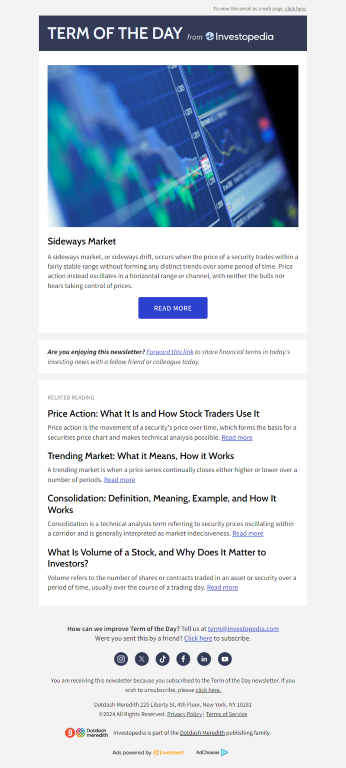 To view this email as a web page, click here.
TERM OF THE DAY from Investopedia
Sideways Market
A sideways market, or sideways drift, occurs when the price of a security trades within a
fairly stable range without forming any distinct trends over some period of time. Price
action instead oscillates in a horizontal range or channel, with neither the bulls nor
bears taking control of prices.
READ MORE
Are you enjoying this newsletter? Forward this link to share financial terms in today's
investing news with a fellow friend or colleague today.
RELATED READING
Price Action: What It Is and How Stock Traders Use It
Price action is the movement of a security's price over time, which forms the basis for a
securities price chart and makes technical analysis possible. Read more
Trending Market: What it Means, How it Works
A trending market is when a price series continually closes either higher or lower over a
number of periods. Read more
Consolidation: Definition, Meaning, Example, and How It
Works
Consolidation is a technical analysis term referring to security prices oscillating within
a corridor and is generally interpreted as market indecisiveness. Read more
What Is Volume of a Stock, and Why Does It Matter to
Investors?
Volume refers to the number of shares or contracts traded in an asset or security over a
period of time, usually over the course of a trading day. Read more
How can we improve Term of the Day? Tell us at term@investopedia.com
Were you sent this by a friend? Click here to subscribe.
You are receiving this newsletter because you subscribed to the Term of the Day newsletter. If you
wish to unsubscribe, please click here.
Dotdash Meredith 225 Liberty St, 4th Floor, New York, NY 10281
©2024 All Rights Reserved. Privacy Policy | Terms of Service
Dotdash
meredith
Investopedia is part of the Dotdash Meredith publishing family.
Ads powered by LiveIntent AdChoices